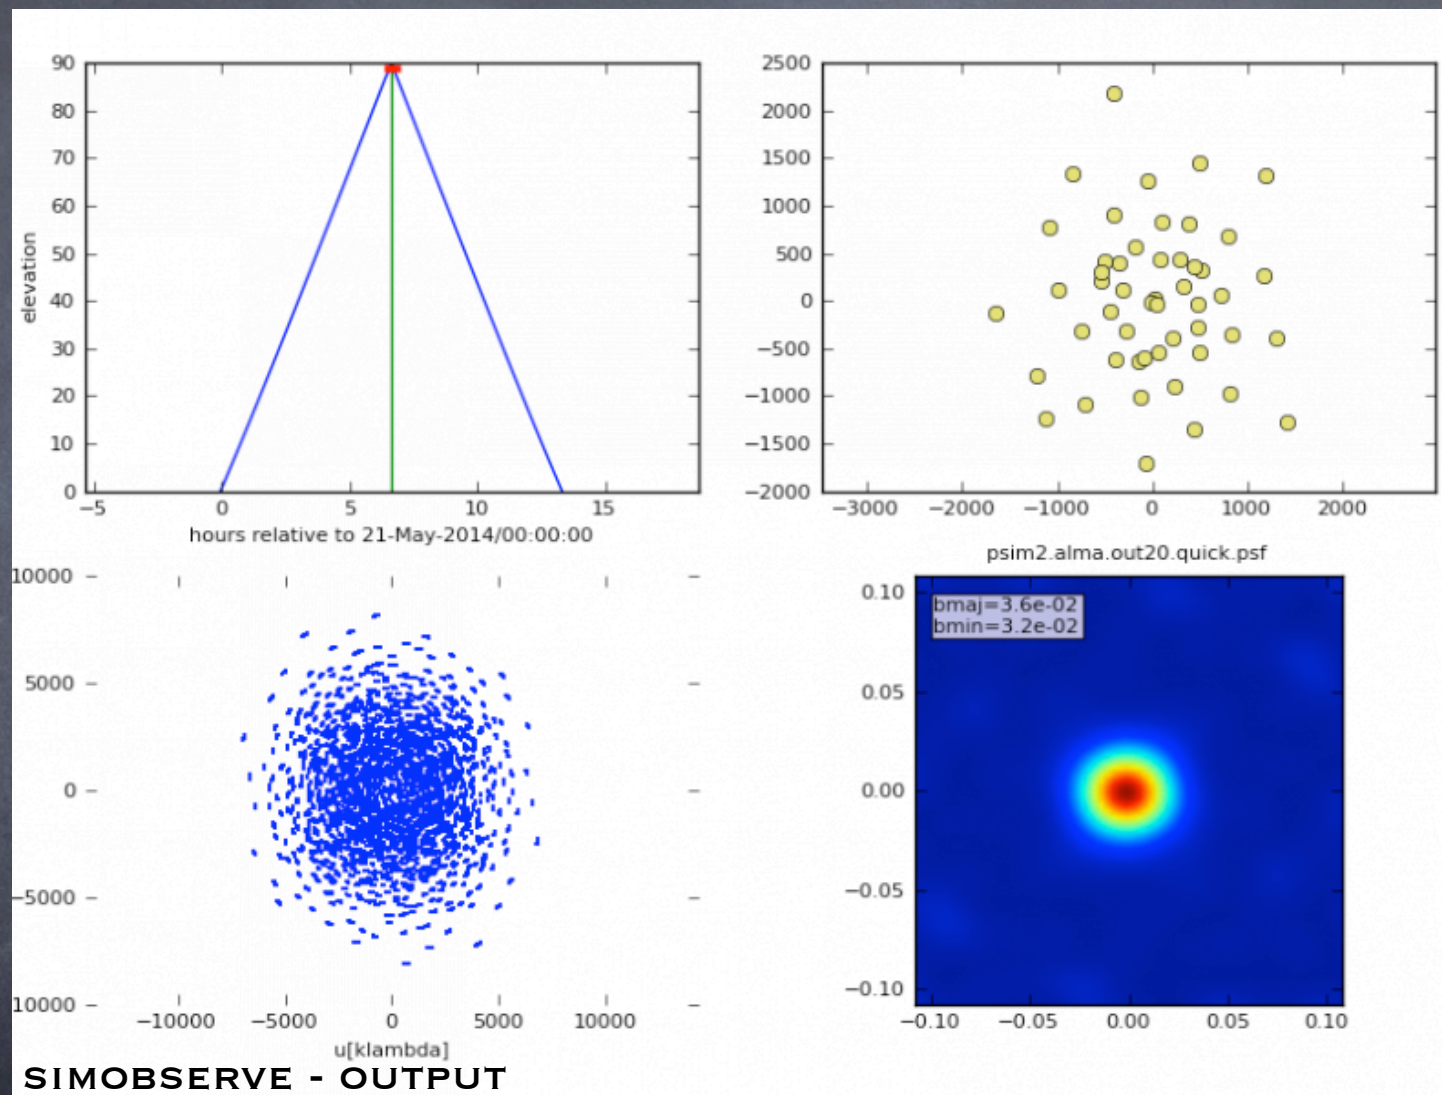 90
80
70
60
50
40
30
20
10
0
elevation
−5 0 5 10 15
hours relative to 21-May-2014/00:00:00
2500
2000
1500
1000
500
0
−500
−1000
−1500
−2000
−3000 −2000 −1000 0 1000 2000
10000
5000
0
−5000
10000
−10000 −5000 0 5000 10000
u[klambda]
psim2.alma.out20.quick.psf
bmaj=3.6e-02
bmin=3.2e-02
0.10
0.05
0.00
−0.05
−0.10
−0.10 −0.05 0.00 0.05 0.10
SIMOBSERVE - OUTPUT